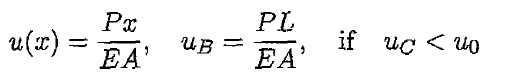 u(x) = Px/EA, u_B = PL/EA, if u_C < u_0